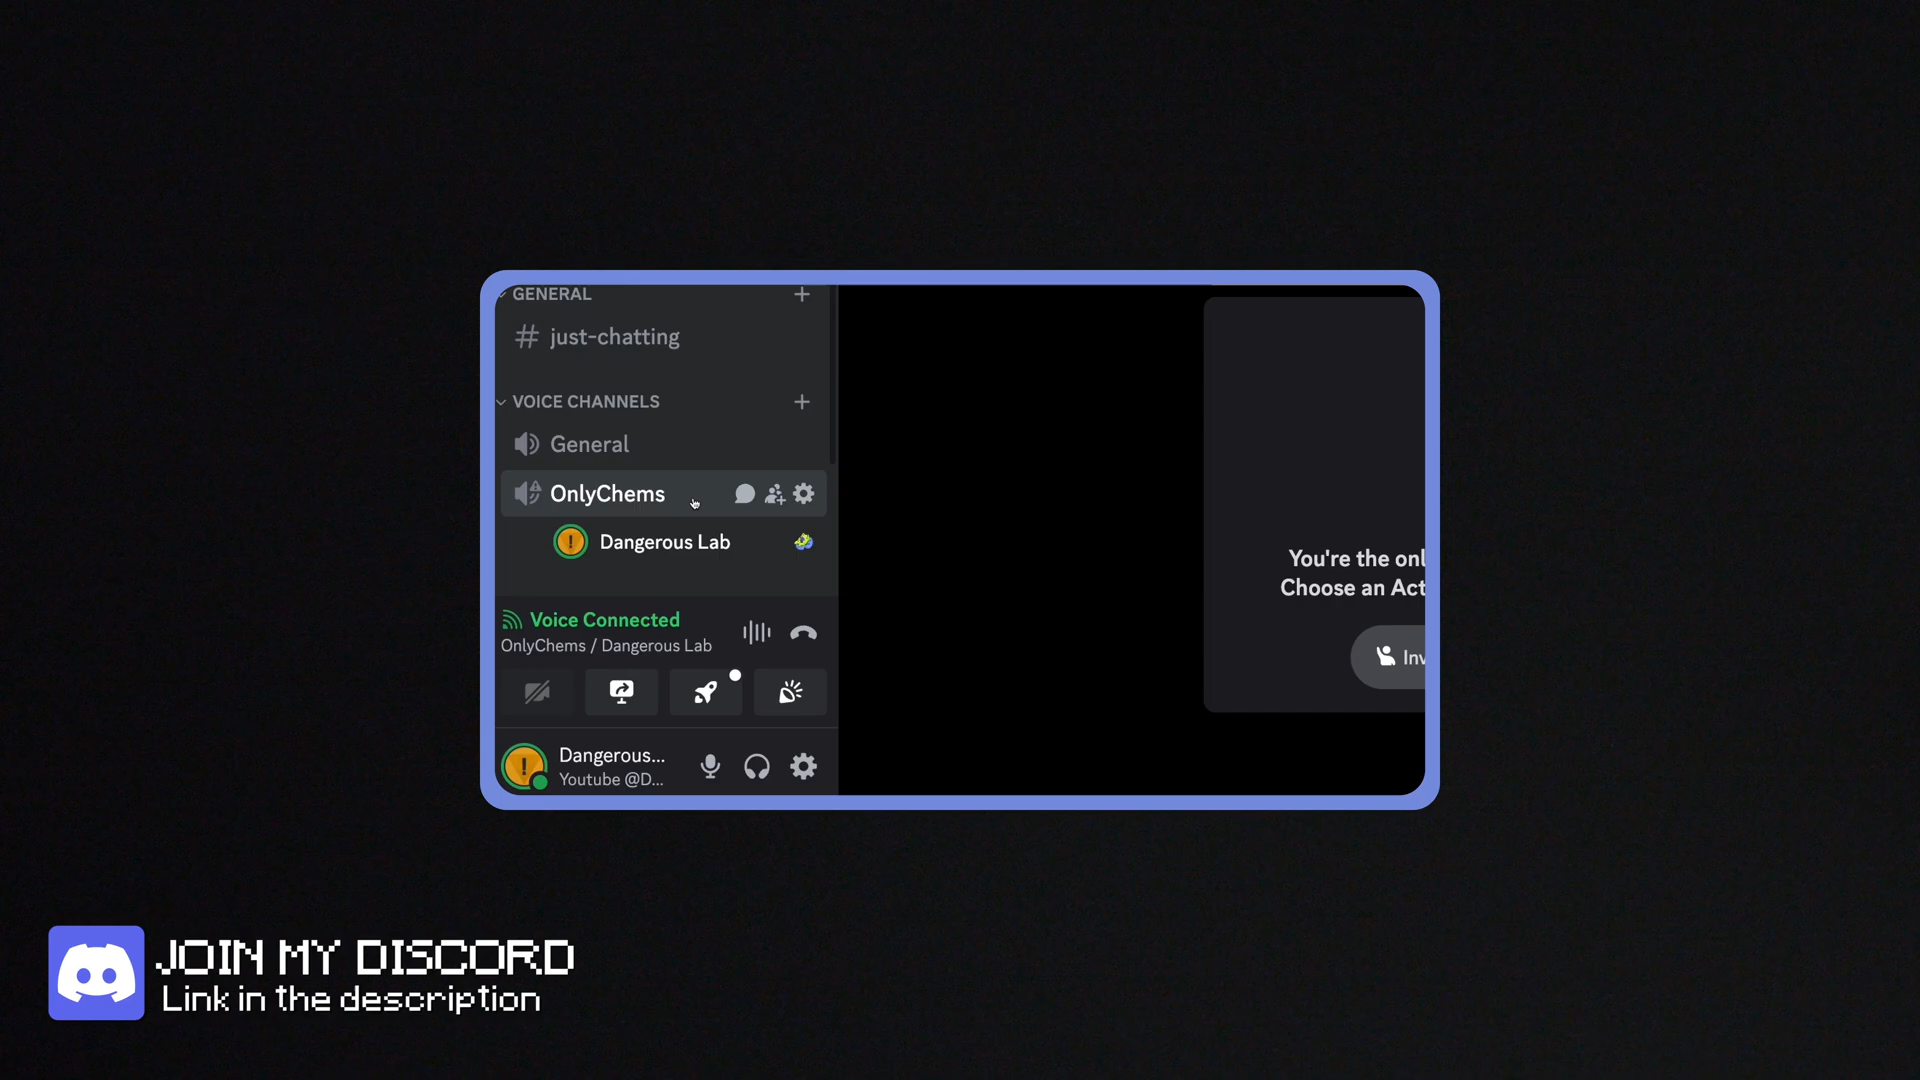 GENERAL
# just-chatting
VOICE CHANNELS
General
OnlyChems
Dangerous Lab
Voice Connected
OnlyChems / Dangerous Lab
Dangerous...
Youtube @D...
You're the onl
Choose an Act
Inv
JOIN MY DISCORD
Link in the description